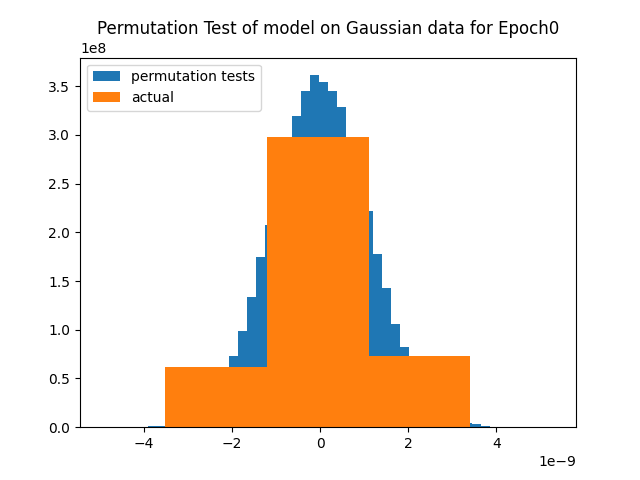 Permutation Test of model on Gaussian data for Epoch0
1e8
permutation tests
actual
3.5
3.0
2.5
2.0
1.5
1.0
0.5
0.0
−4 −2 0 2 4
1e−9